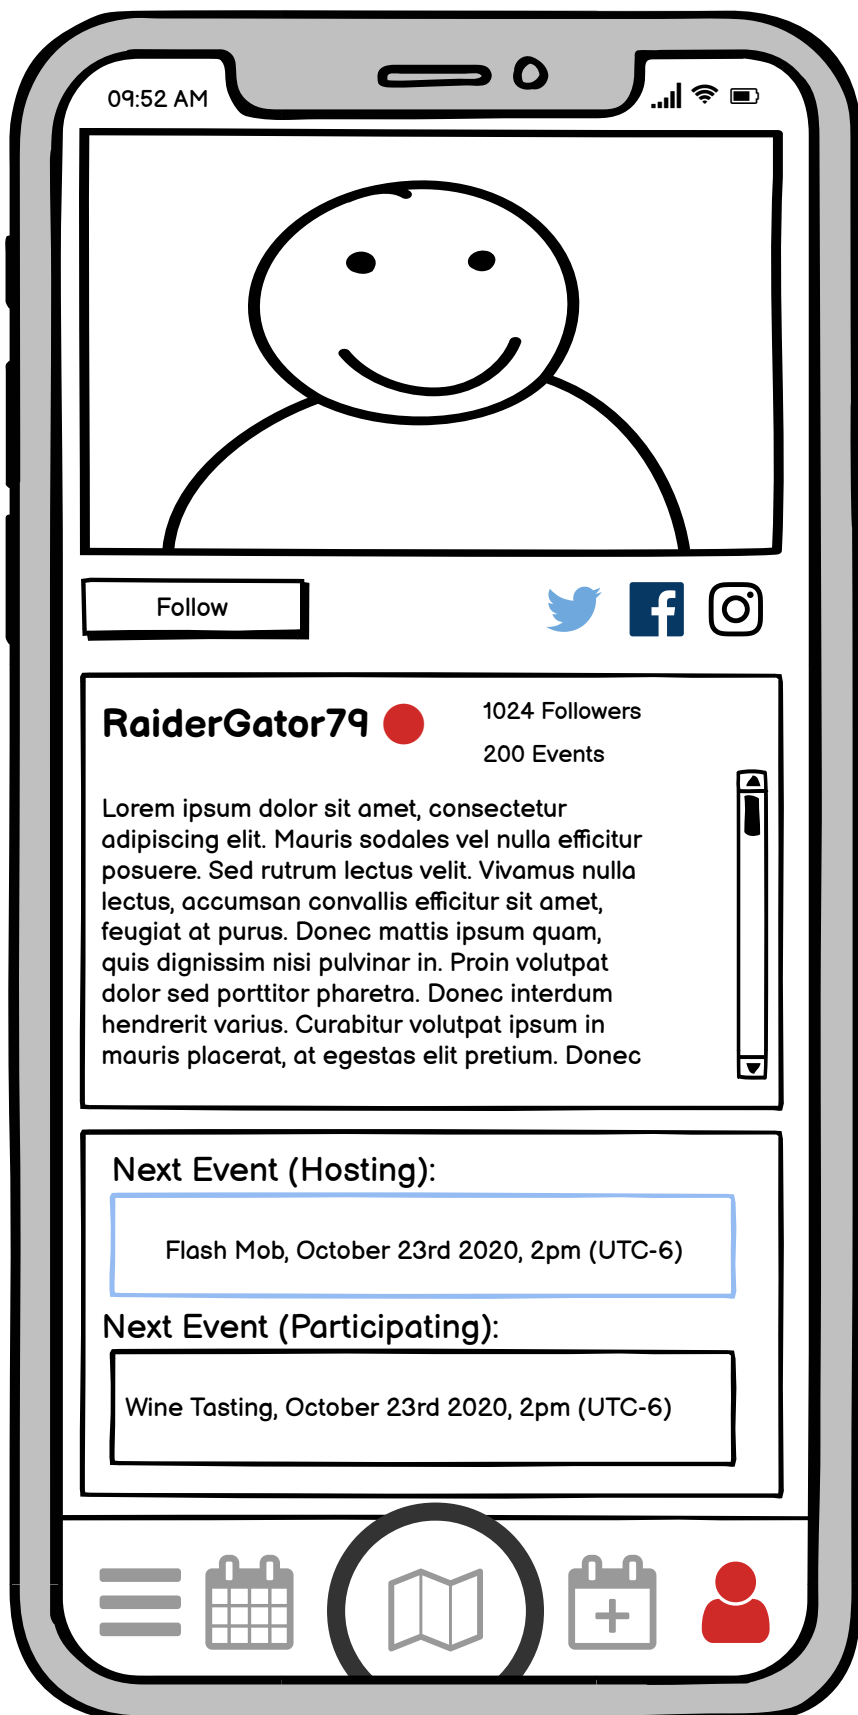 09:52 AM
Follow
RaiderGator79
1024 Followers
200 Events
Lorem ipsum dolor sit amet, consectetur
adipiscing elit. Mauris sodales vel nulla efficitur
posuere. Sed rutrum lectus velit. Vivamus nulla
lectus, accumsan convallis efficitur sit amet,
feugiat at purus. Donec mattis ipsum quam,
quis dignissim nisi pulvinar in. Proin volutpat
dolor sed porttitor pharetra. Donec interdum
hendrerit varius. Curabitur volutpat ipsum in
mauris placerat, at egestas elit pretium. Donec
Next Event (Hosting):
Flash Mob, October 23rd 2020, 2pm (UTC-6)
Next Event (Participating):
Wine Tasting, October 23rd 2020, 2pm (UTC-6)